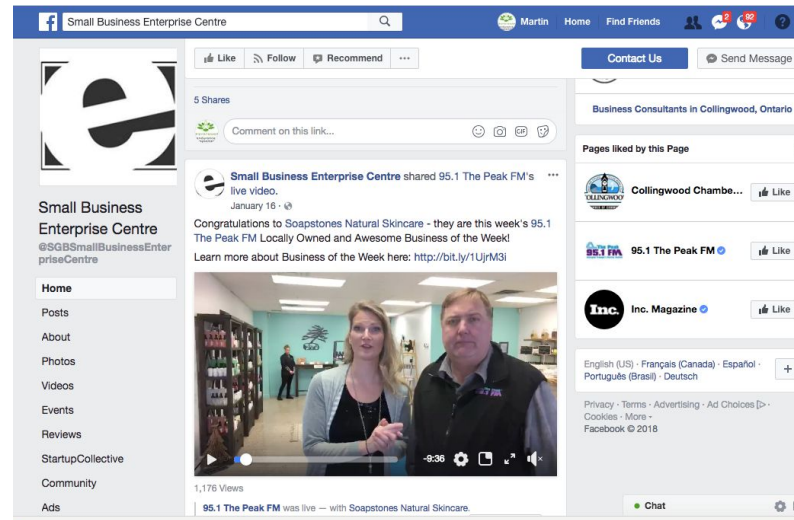 Small Business Enterprise Centre
Martin
Home
Find Friends
2
92
Like
Follow
Recommend
Contact Us
Send Message
5 Shares
Comment on this link...
GIF
Business Consultants in Collingwood, Ontario
Pages liked by this Page
Collingwood Chambe...
Like
95.1 FM
95.1 The Peak FM
Like
Inc.
Inc. Magazine
Like
English (US) · Français (Canada) · Español ·
Português (Brasil) · Deutsch
Privacy · Terms · Advertising · Ad Choices ·
Cookies · More
Facebook © 2018
Small Business
Enterprise Centre
@SGBSmallBusinessEnter
priseCentre
Home
Posts
About
Photos
Videos
Events
Reviews
StartupCollective
Community
Ads
Small Business Enterprise Centre shared 95.1 The Peak FM's
live video.
January 16 ·
Congratulations to Soapstones Natural Skincare - they are this week's 95.1
The Peak FM Locally Owned and Awesome Business of the Week!
Learn more about Business of the Week here: http://bit.ly/1UjrM3i
-9:36
1,176 Views
95.1 The Peak FM was live — with Soapstones Natural Skincare.
Chat